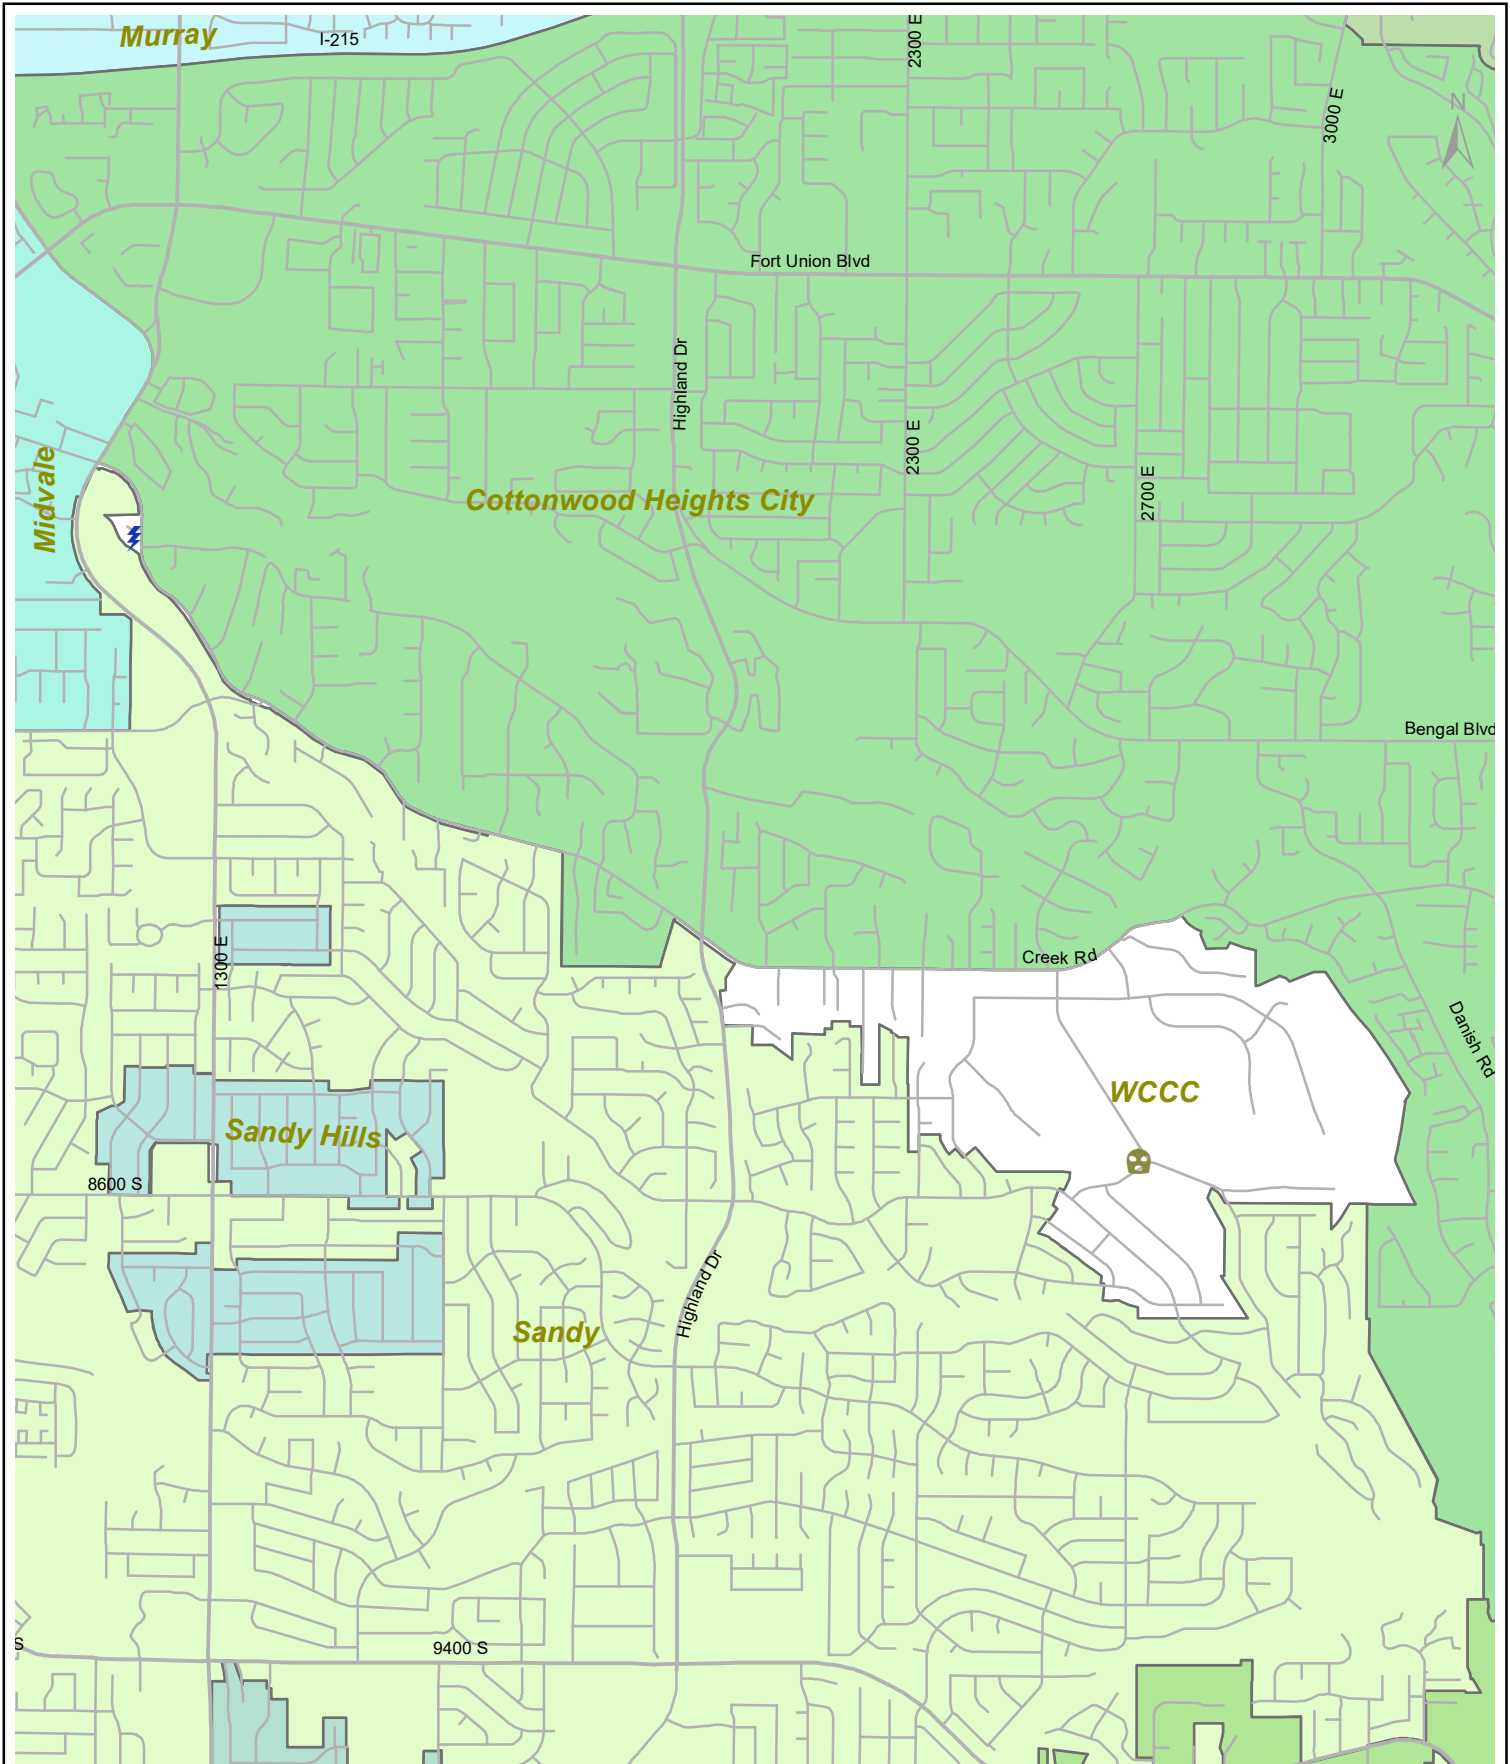 Murray
I-215
2300 E
3000 E
N
Fort Union Blvd
Highland Dr
2300 E
2700 E
Midvale
Cottonwood Heights City
Bengal Blvd
1300 E
Creek Rd
Danish Rd
WCCC
Sandy Hills
8600 S
Highland Dr
Sandy
S
9400 S